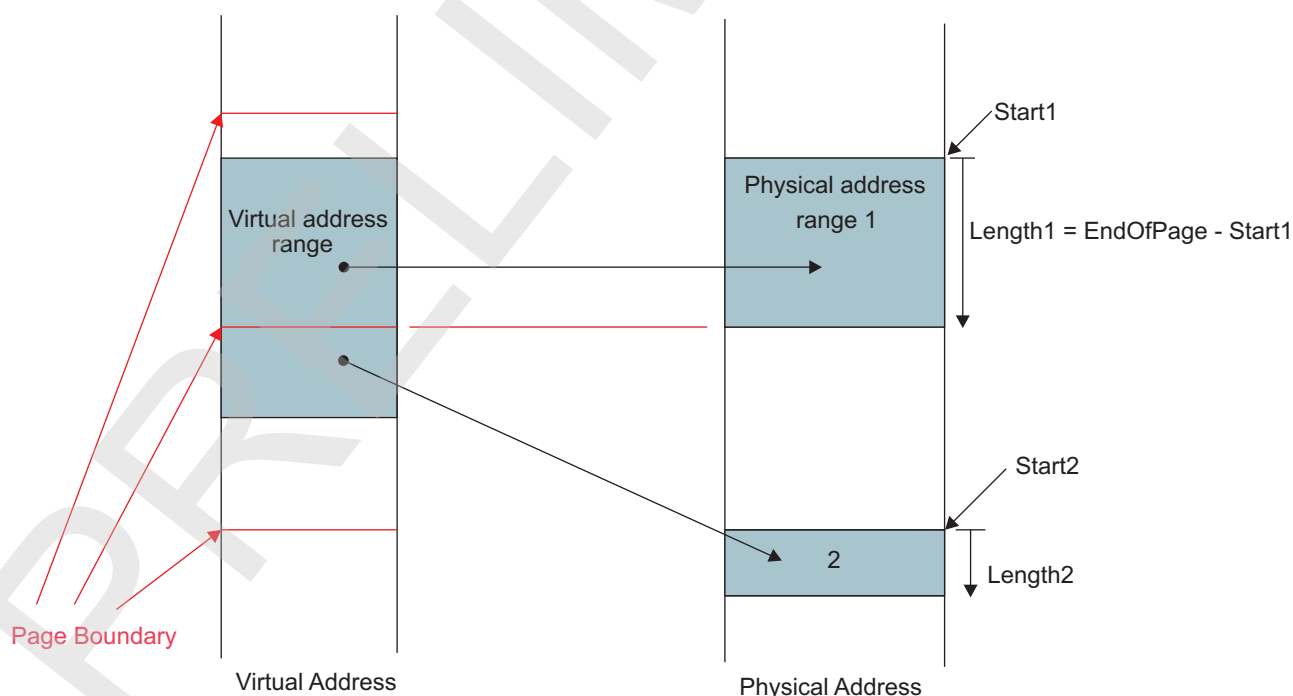 Start1
Physical address
range 1
Virtual address
range
Length1 = EndOfPage - Start1
Start2
2
Length2
Page Boundary
Virtual Address
Physical Address